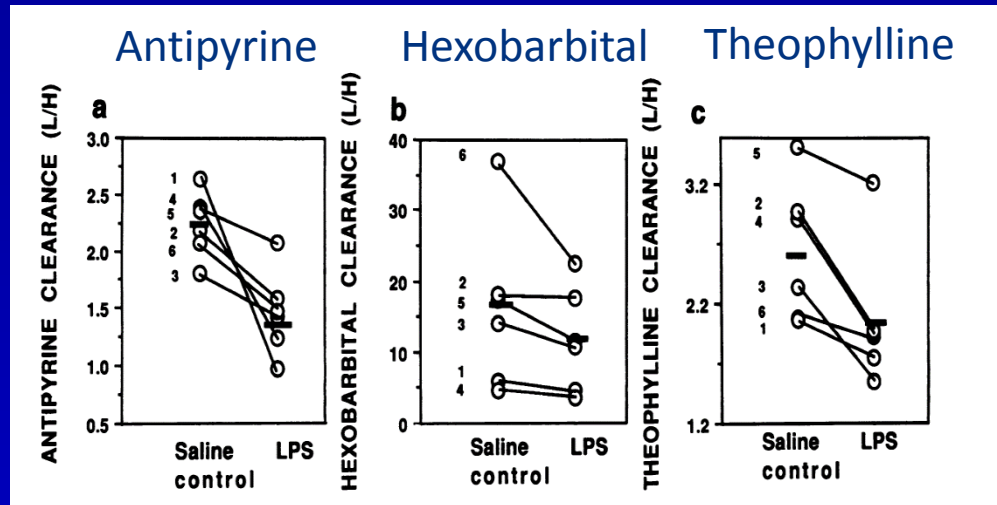 Antipyrine
Hexobarbital
Theophylline
a
ANTIPYRINE CLEARANCE (L/H)
3.0
2.5
2.0
1.5
1.0
0.5
1
4
5
2
6
3
Saline LPS
control
b
HEXOBARBITAL CLEARANCE (L/H)
40
30
20
10
0
6
2
5
3
1
4
Saline LPS
control
c
THEOPHYLLINE CLEARANCE (L/H)
3.2
2.2
1.2
5
2
4
3
6
1
Saline LPS
control